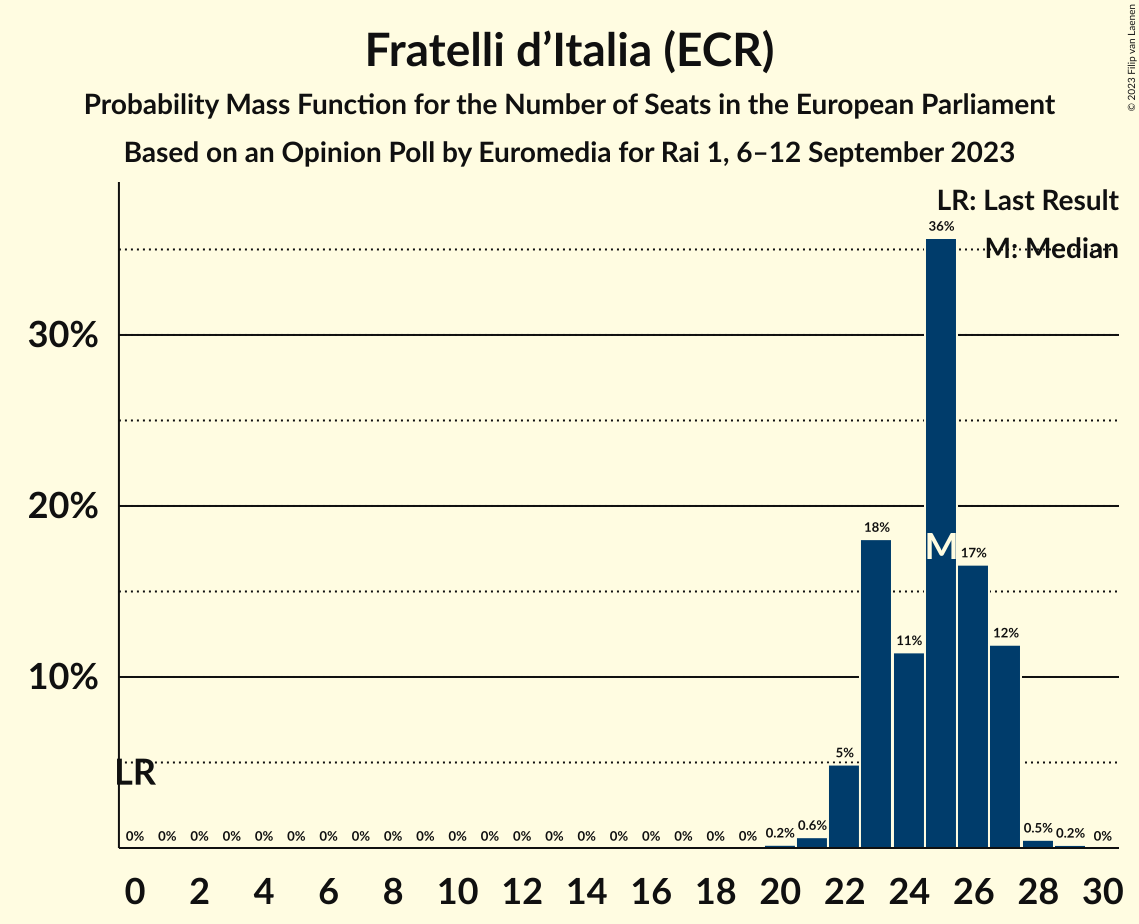 Fratelli d’Italia (ECR)
Probability Mass Function for the Number of Seats in the European Parliament
Based on an Opinion Poll by Euromedia for Rai 1, 6–12 September 2023
© 2023 Filip van Laenen
LR: Last Result
M: Median
36%
30%
20%
18%
M
17%
12%
11%
10%
5%
LR
0% 0% 0% 0% 0% 0% 0% 0% 0% 0% 0% 0% 0% 0% 0% 0% 0% 0% 0% 0% 0.2% 0.6% 0.5% 0.2% 0%
0 2 4 6 8 10 12 14 16 18 20 22 24 26 28 30